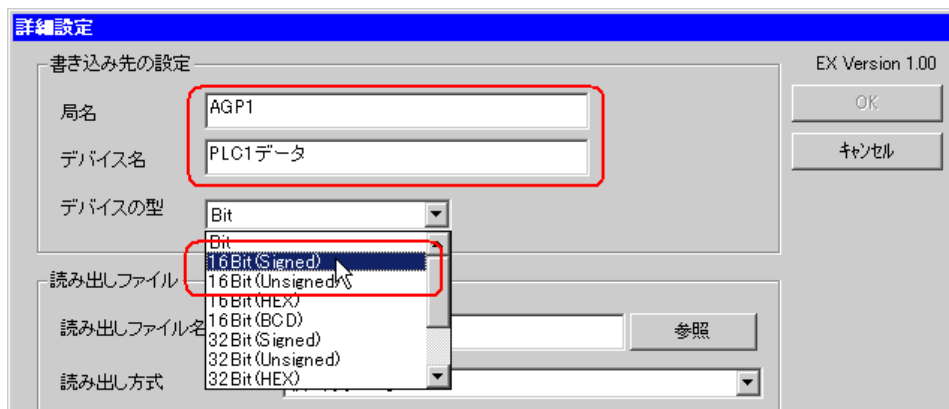 詳細設定
書き込み先の設定
EX Version 1.00
局名
AGP1
OK
デバイス名
PLC1データ
キャンセル
デバイスの型
Bit
Bit
16Bit(Signed)
16Bit(Unsigned)
16Bit(HEX)
16Bit(BCD)
32Bit(Signed)
32Bit(Unsigned)
32Bit(HEX)
読み出しファイル
読み出しファイル名
参照
読み出し方式